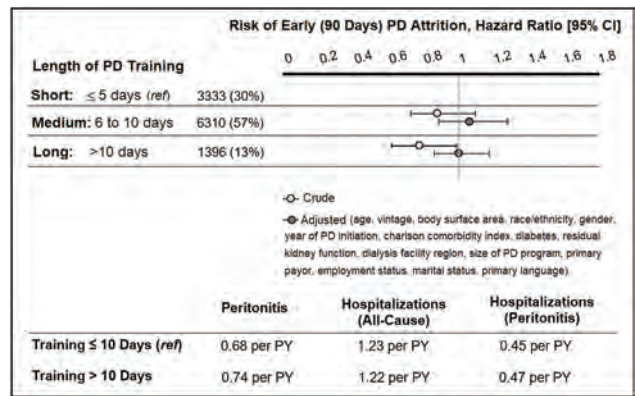 Risk of Early (90 Days) PD Attrition, Hazard Ratio [95% CI]
Length of PD Training
0 0.2 0.4 0.6 0.8 1 1.2 1.4 1.6 1.8
Short: ≤ 5 days (ref) 3333 (30%)
Medium: 6 to 10 days 6310 (57%)
Long: >10 days 1396 (13%)
Crude
Adjusted (age, vintage, body surface area, race/ethnicity, gender,
year of PD initiation, charlson comorbidity index, diabetes, residual
kidney function, dialysis facility region, size of PD program, primary
payor, employment status, marital status, primary language)
Peritonitis Hospitalizations (All-Cause) Hospitalizations (Peritonitis)
Training ≤ 10 Days (ref) 0.68 per PY 1.23 per PY 0.45 per PY
Training > 10 Days 0.74 per PY 1.22 per PY 0.47 per PY